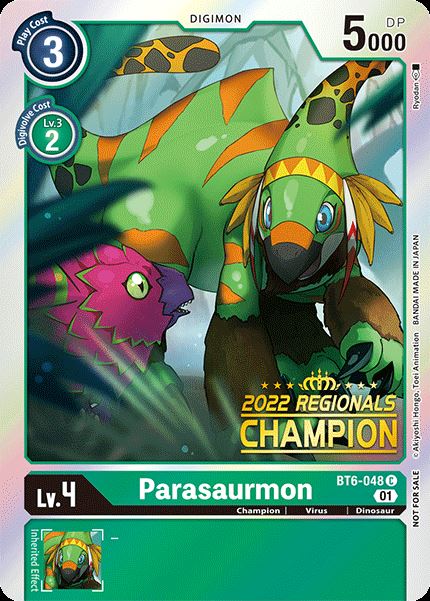 DIGIMON
Play Cost
3
DP
5000
Digivolve Cost
Lv.3
2
Ryodan
© Akiyoshi Hongo, Toei Animation BANDAI MADE IN JAPAN
2022 REGIONALS
CHAMPION
NOT FOR SALE
Lv.4
Parasaurmon
BT6-048 C
01
Champion | Virus | Dinosaur
Inherited Effect
-